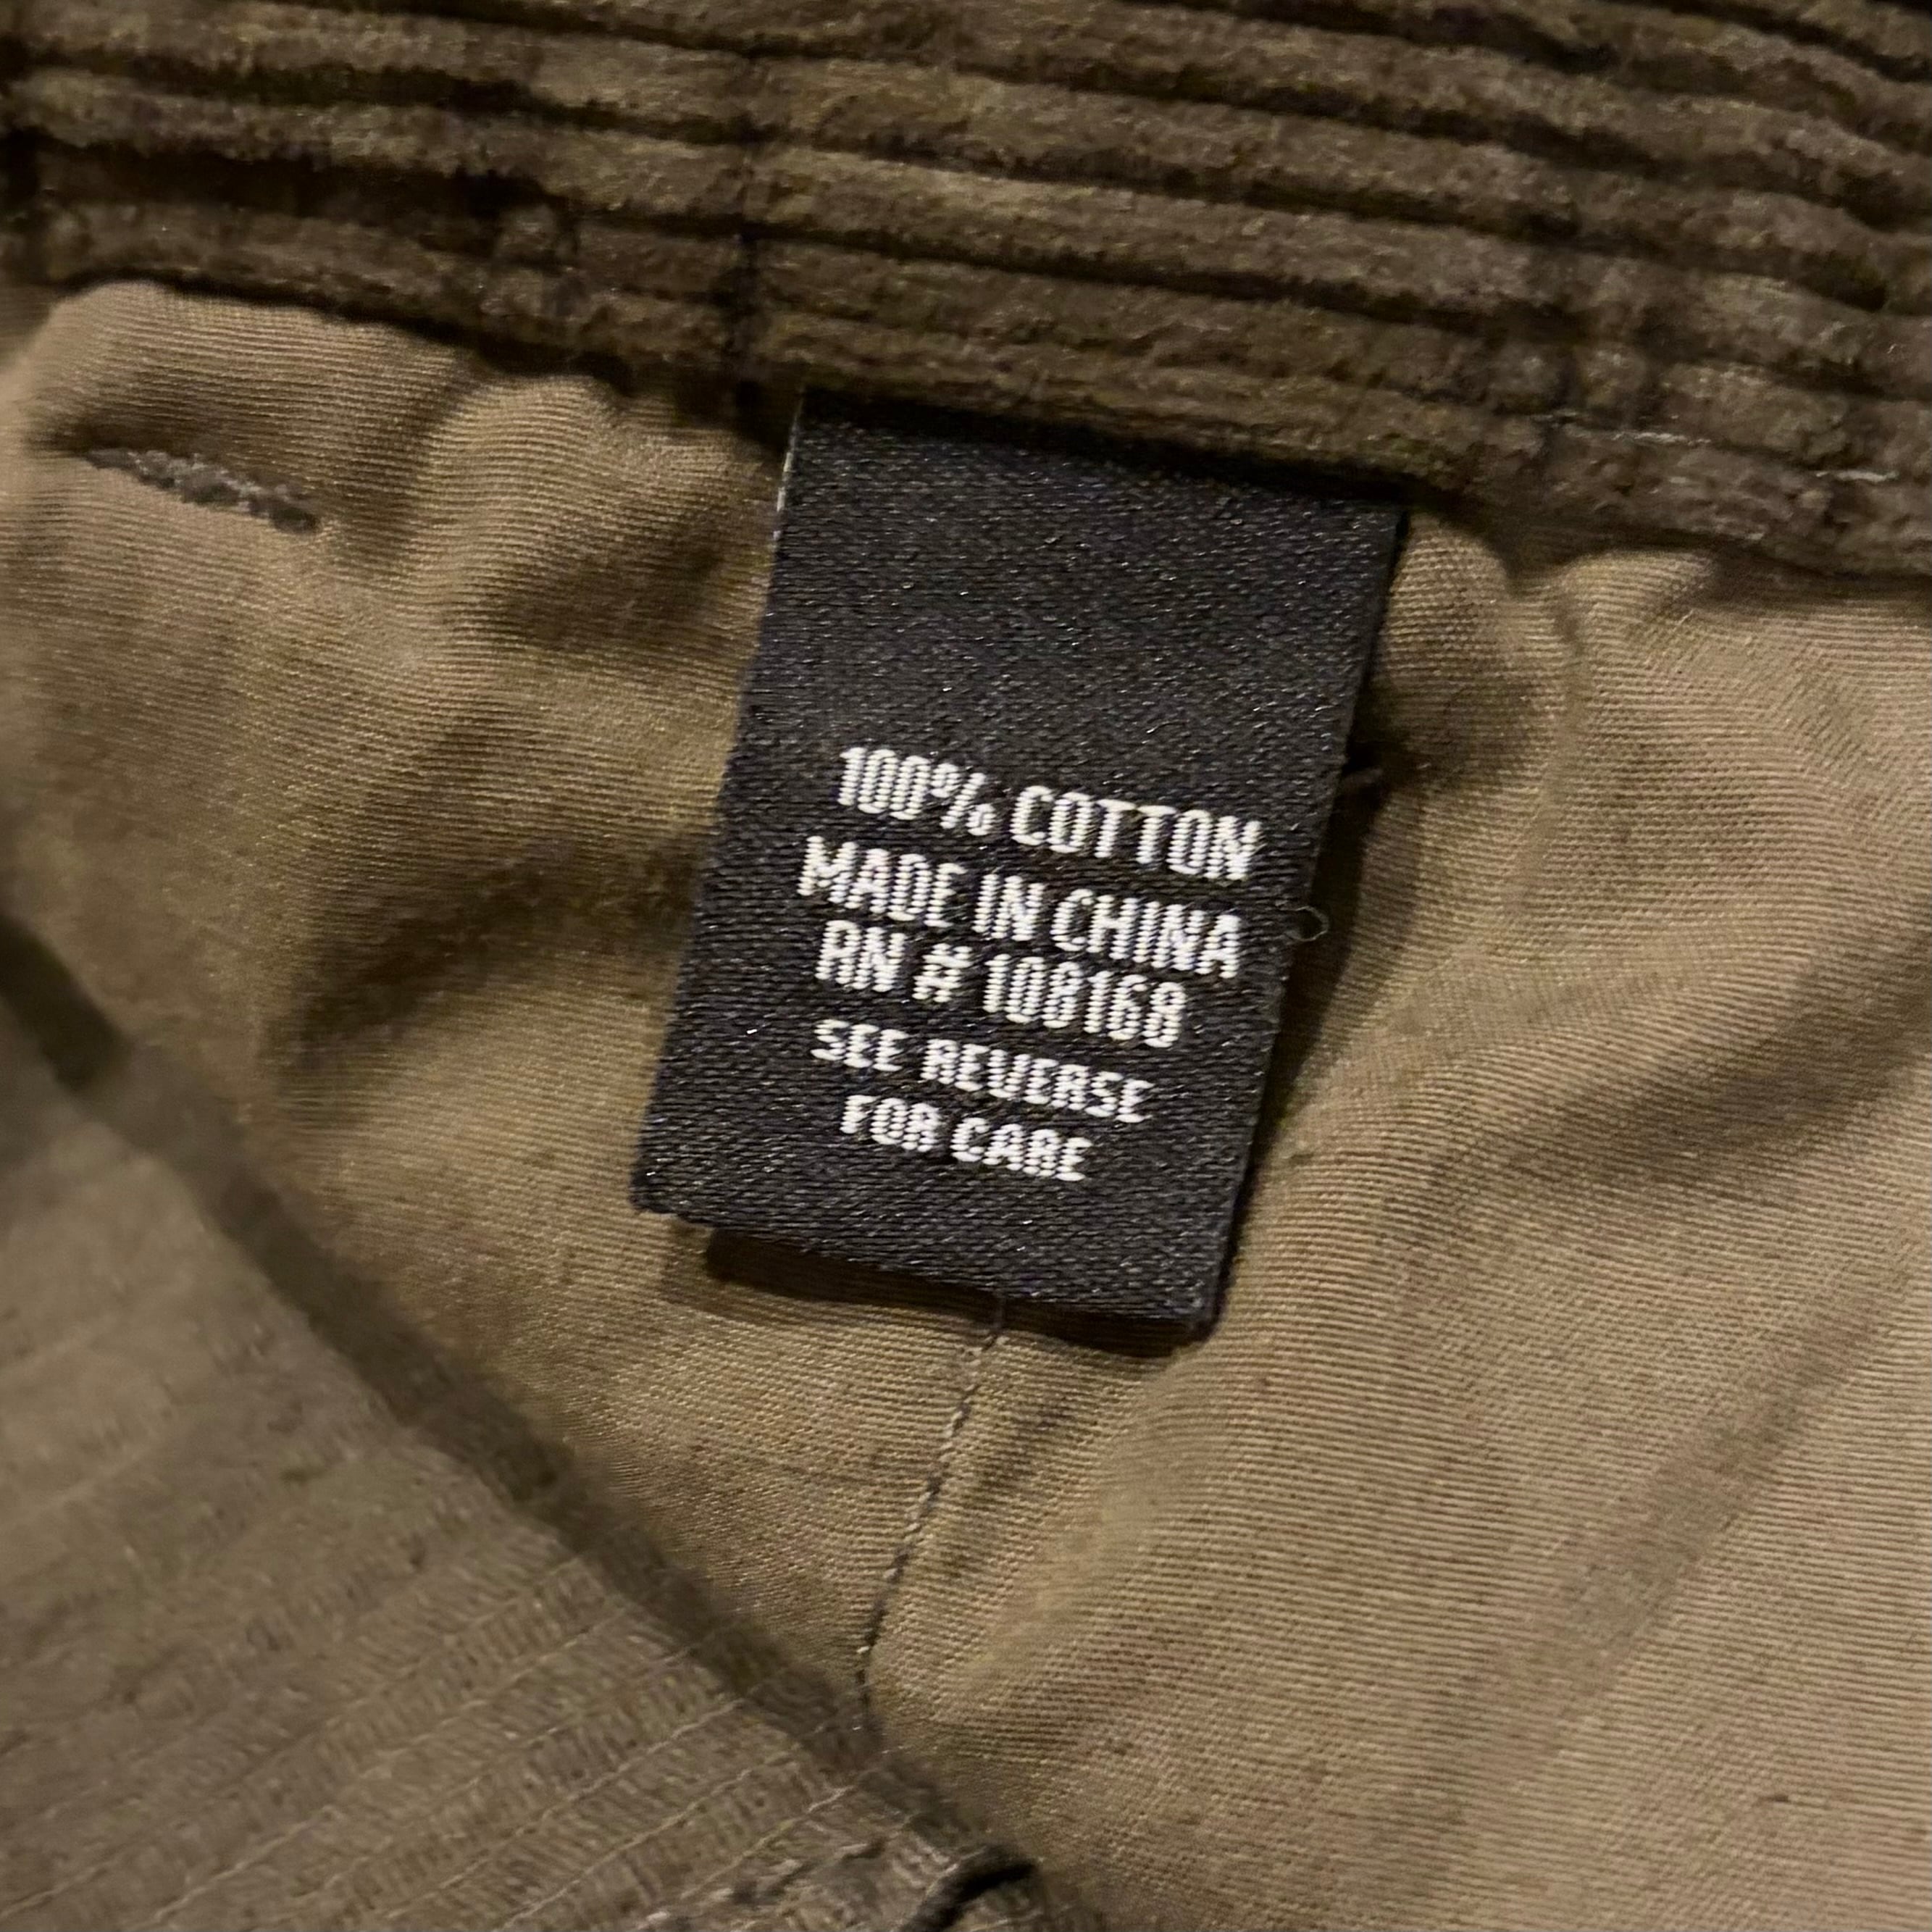 100% COTTON
MADE IN CHINA
RN # 108168
SEE REVERSE
FOR CARE